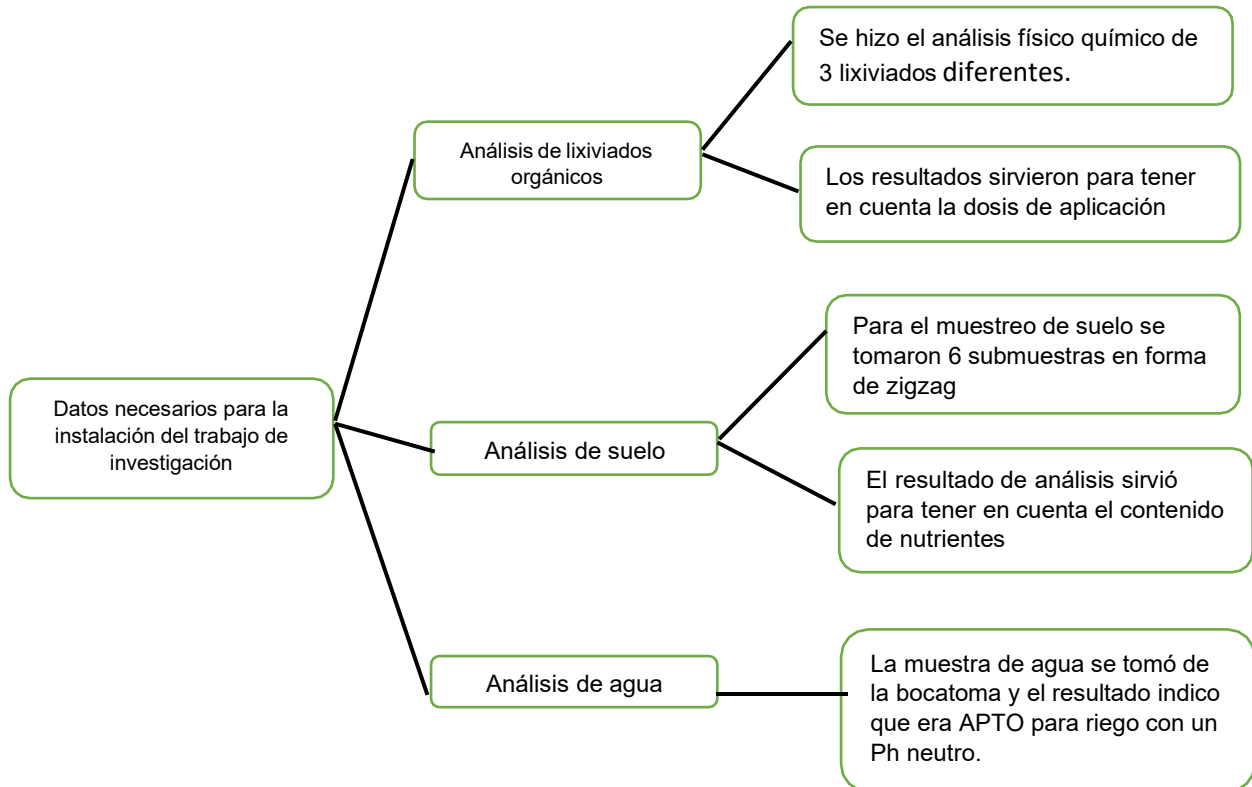 Datos necesarios para la
instalación del trabajo de
investigación
Análisis de lixiviados
orgánicos
Se hizo el análisis físico químico de
3 lixiviados diferentes.
Los resultados sirvieron para tener
en cuenta la dosis de aplicación
Análisis de suelo
Para el muestreo de suelo se
tomaron 6 submuestras en forma
de zigzag
El resultado de análisis sirvió
para tener en cuenta el contenido
de nutrientes
Análisis de agua
La muestra de agua se tomó de
la bocatoma y el resultado indico
que era APTO para riego con un
Ph neutro.